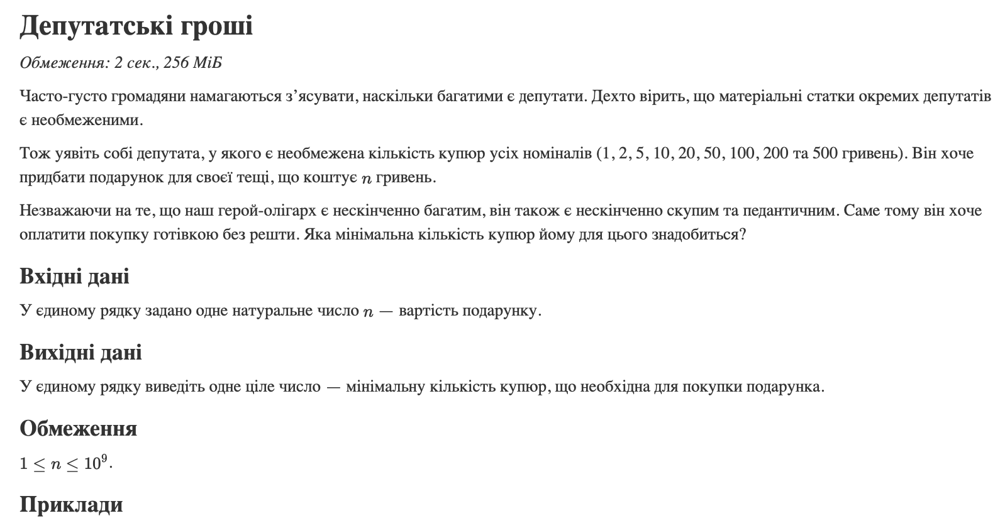 Депутатські гроші
Обмеження: 2 сек., 256 МіБ
Часто-густо громадяни намагаються з’ясувати, наскільки багатими є депутати. Дехто вірить, що матеріальні статки окремих депутатів
є необмеженими.
Тож уявіть собі депутата, у якого є необмежена кількість купюр усіх номіналів (1, 2, 5, 10, 20, 50, 100, 200 та 500 гривень). Він хоче
придбати подарунок для своєї тещі, що коштує n гривень.
Незважаючи на те, що наш герой-олігарх є нескінченно багатим, він також є нескінченно скупим та педантичним. Саме тому він хоче
оплатити покупку готівкою без решти. Яка мінімальна кількість купюр йому для цього знадобиться?
Вхідні дані
У єдиному рядку задано одне натуральне число n — вартість подарунку.
Вихідні дані
У єдиному рядку виведіть одне ціле число — мінімальну кількість купюр, що необхідна для покупки подарунка.
Обмеження
1 ≤ n ≤ 10⁹.
Приклади